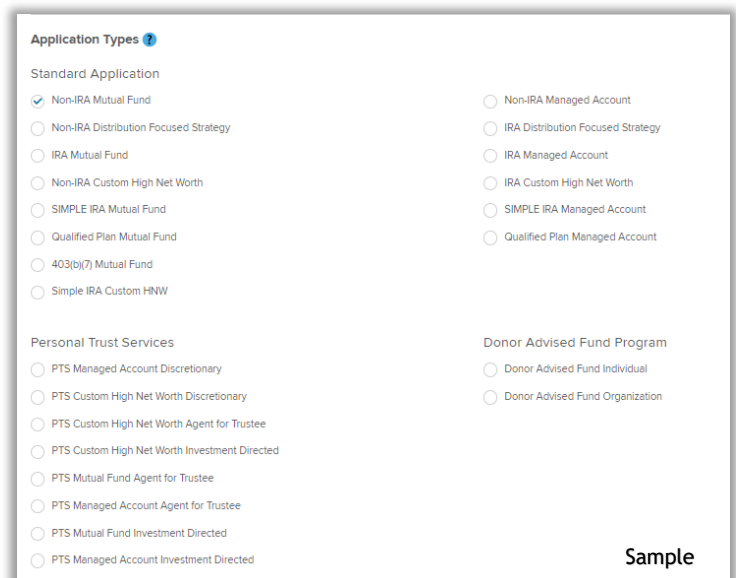 Application Types ?
Standard Application
Non-IRA Mutual Fund
Non-IRA Managed Account
Non-IRA Distribution Focused Strategy
IRA Distribution Focused Strategy
IRA Mutual Fund
IRA Managed Account
Non-IRA Custom High Net Worth
IRA Custom High Net Worth
SIMPLE IRA Mutual Fund
SIMPLE IRA Managed Account
Qualified Plan Mutual Fund
Qualified Plan Managed Account
403(b)(7) Mutual Fund
Simple IRA Custom HNW
Personal Trust Services
Donor Advised Fund Program
PTS Managed Account Discretionary
Donor Advised Fund Individual
PTS Custom High Net Worth Discretionary
Donor Advised Fund Organization
PTS Custom High Net Worth Agent for Trustee
PTS Custom High Net Worth Investment Directed
PTS Mutual Fund Agent for Trustee
PTS Managed Account Agent for Trustee
PTS Mutual Fund Investment Directed
PTS Managed Account Investment Directed
Sample